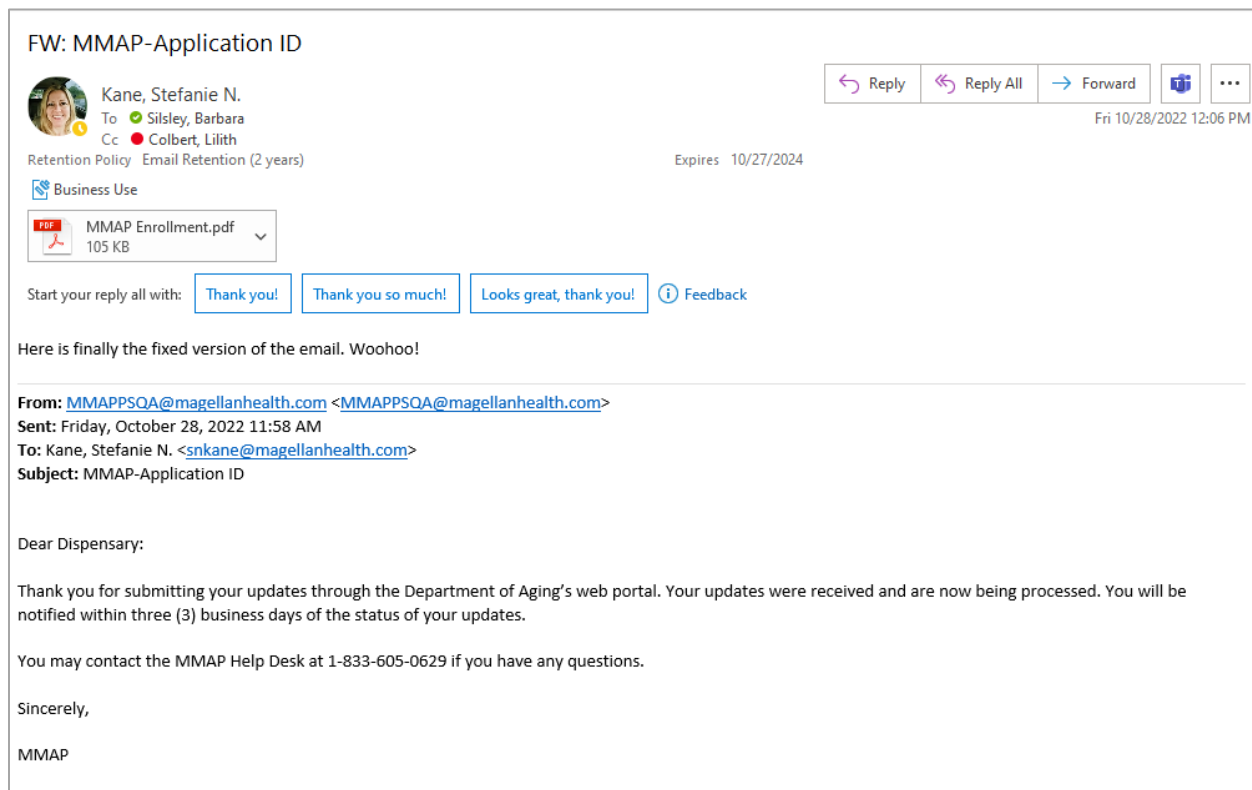 FW: MMAP-Application ID
Kane, Stefanie N.
To Silsley, Barbara
Cc Colbert, Lilith
Reply
Reply All
Forward
Fri 10/28/2022 12:06 PM
Retention Policy Email Retention (2 years)
Expires 10/27/2024
Business Use
PDF
MMAP Enrollment.pdf
105 KB
Start your reply all with: Thank you! Thank you so much! Looks great, thank you! Feedback
Here is finally the fixed version of the email. Woohoo!
From: MMAPPSQA@magellanhealth.com <MMAPPSQA@magellanhealth.com>
Sent: Friday, October 28, 2022 11:58 AM
To: Kane, Stefanie N. <snkane@magellanhealth.com>
Subject: MMAP-Application ID
Dear Dispensary:
Thank you for submitting your updates through the Department of Aging’s web portal. Your updates were received and are now being processed. You will be
notified within three (3) business days of the status of your updates.
You may contact the MMAP Help Desk at 1-833-605-0629 if you have any questions.
Sincerely,
MMAP